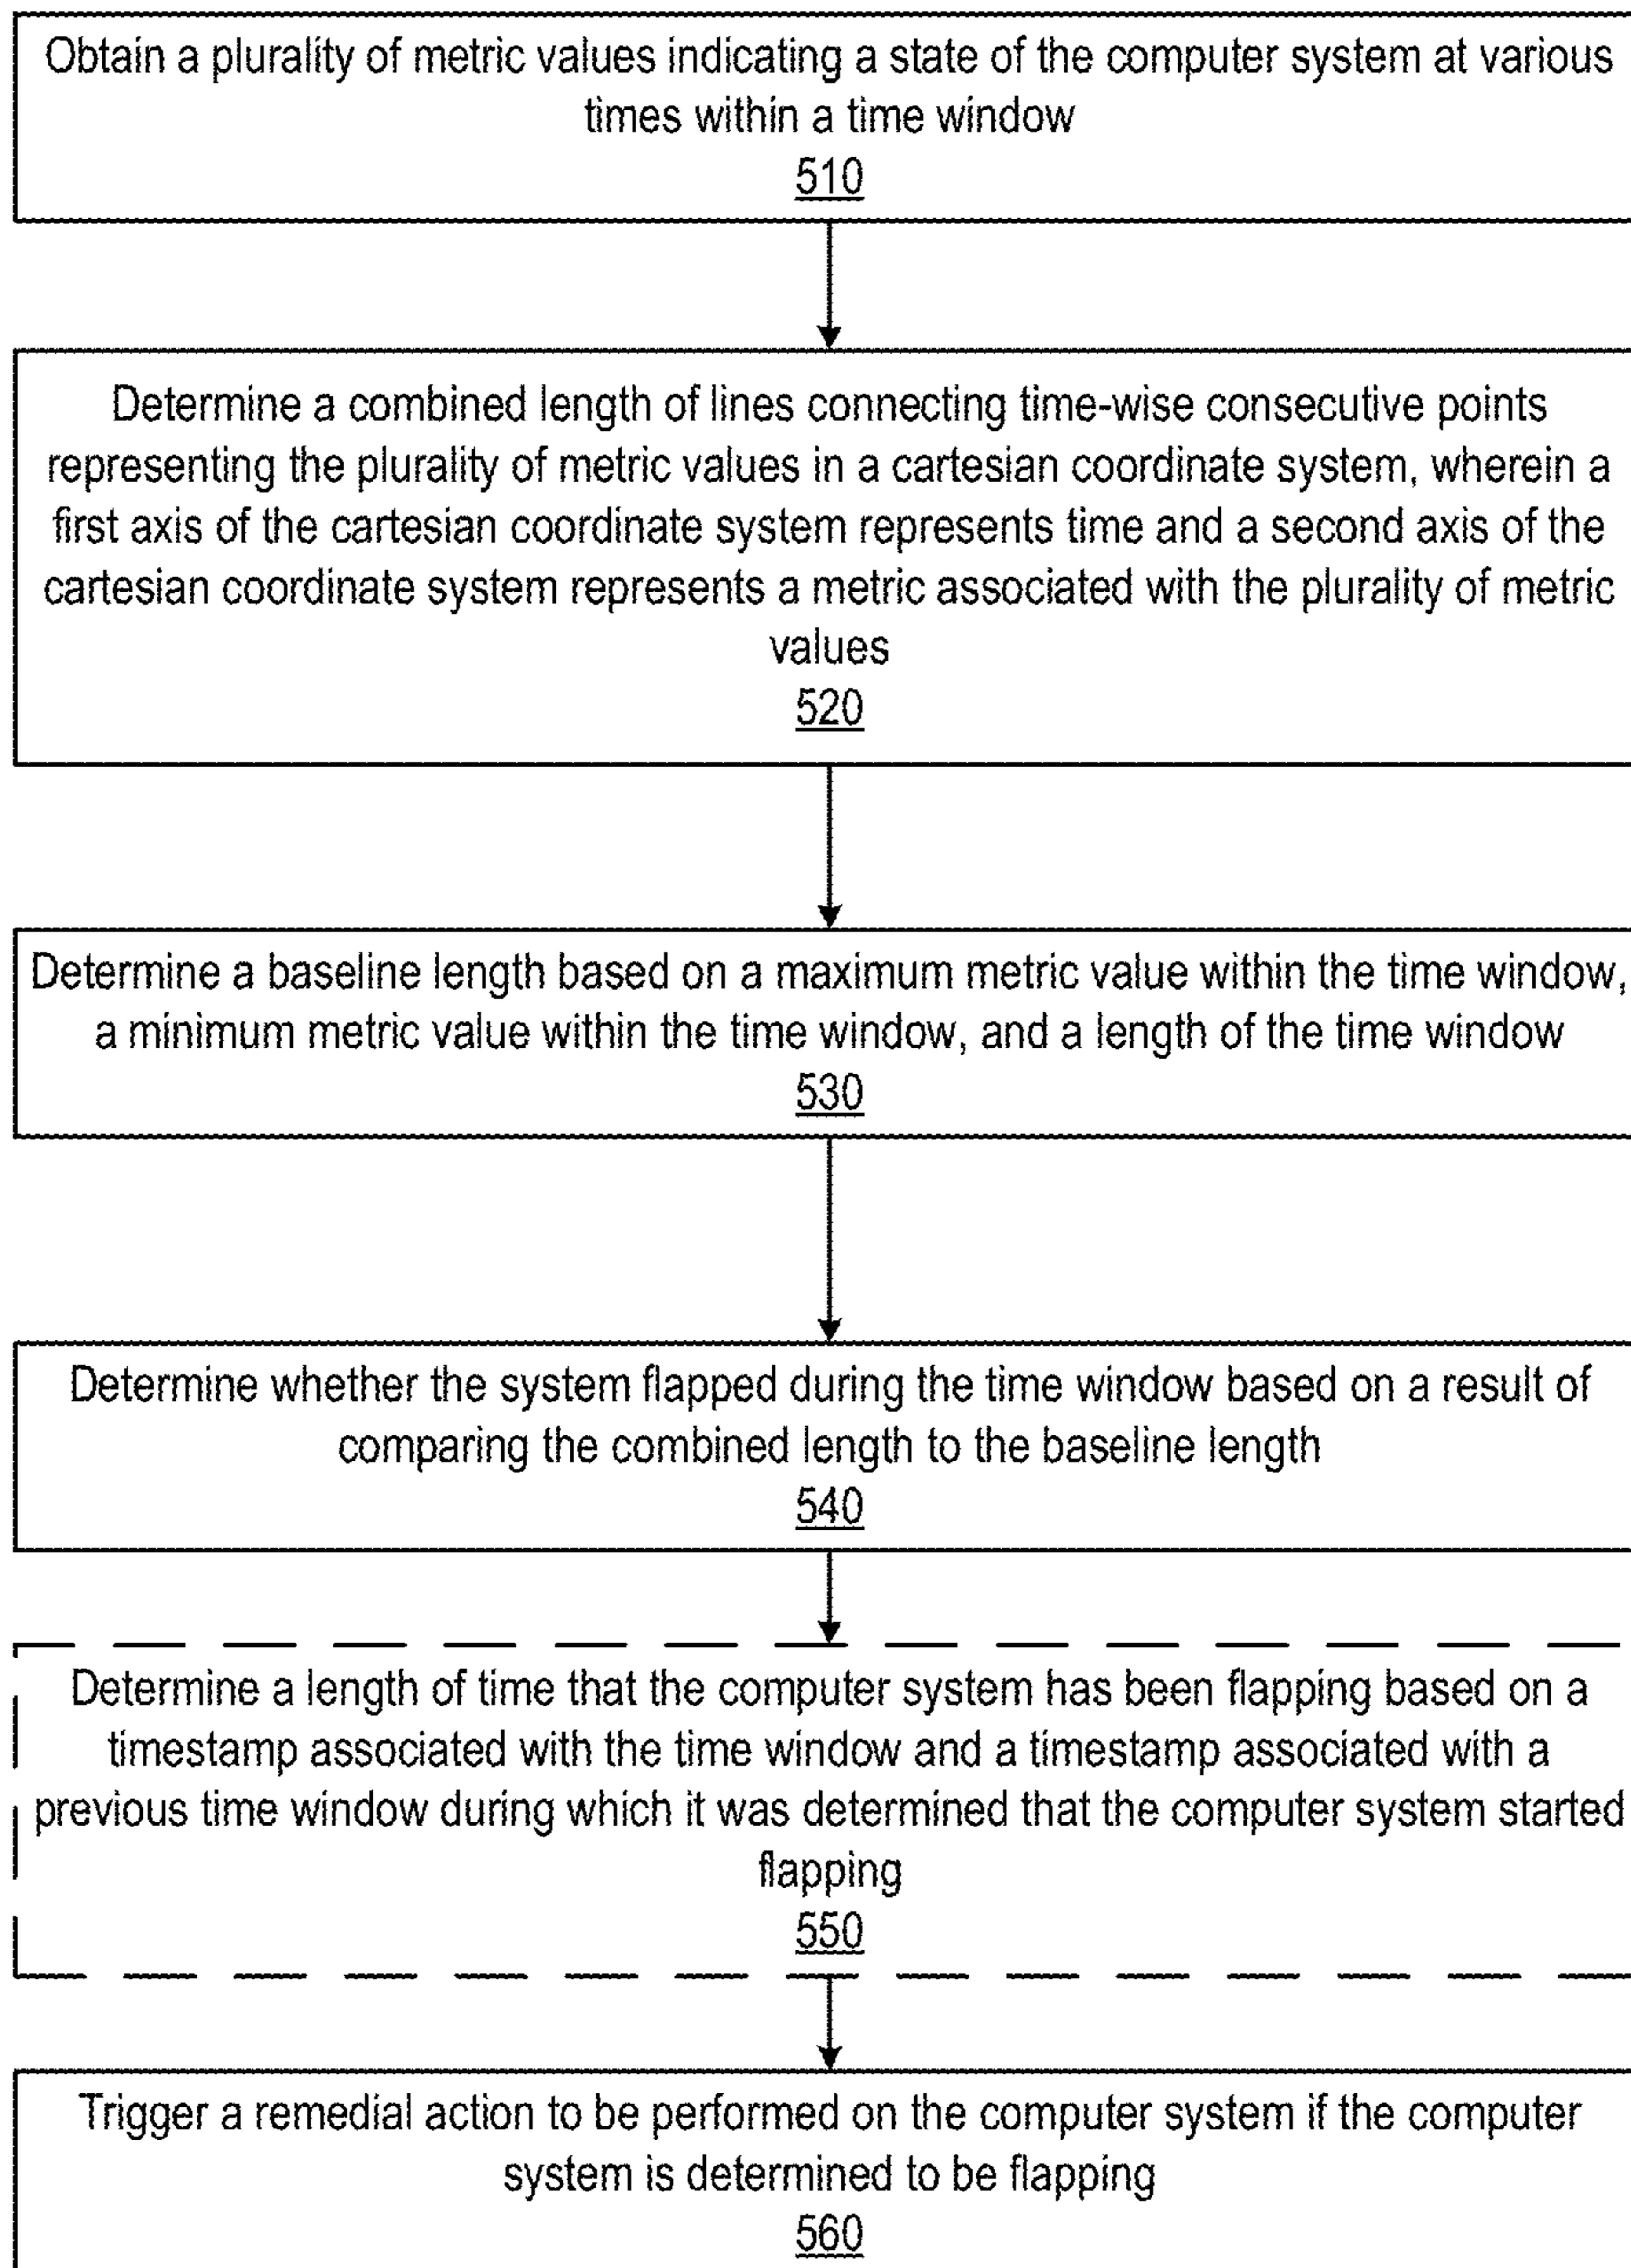 Obtain a plurality of metric values indicating a state of the computer system at various
times within a time window
510
Determine a combined length of lines connecting time-wise consecutive points
representing the plurality of metric values in a cartesian coordinate system, wherein a
first axis of the cartesian coordinate system represents time and a second axis of the
cartesian coordinate system represents a metric associated with the plurality of metric
values
520
Determine a baseline length based on a maximum metric value within the time window,
a minimum metric value within the time window, and a length of the time window
530
Determine whether the system flapped during the time window based on a result of
comparing the combined length to the baseline length
540
Determine a length of time that the computer system has been flapping based on a
timestamp associated with the time window and a timestamp associated with a
previous time window during which it was determined that the computer system started
flapping
550
Trigger a remedial action to be performed on the computer system if the computer
system is determined to be flapping
560